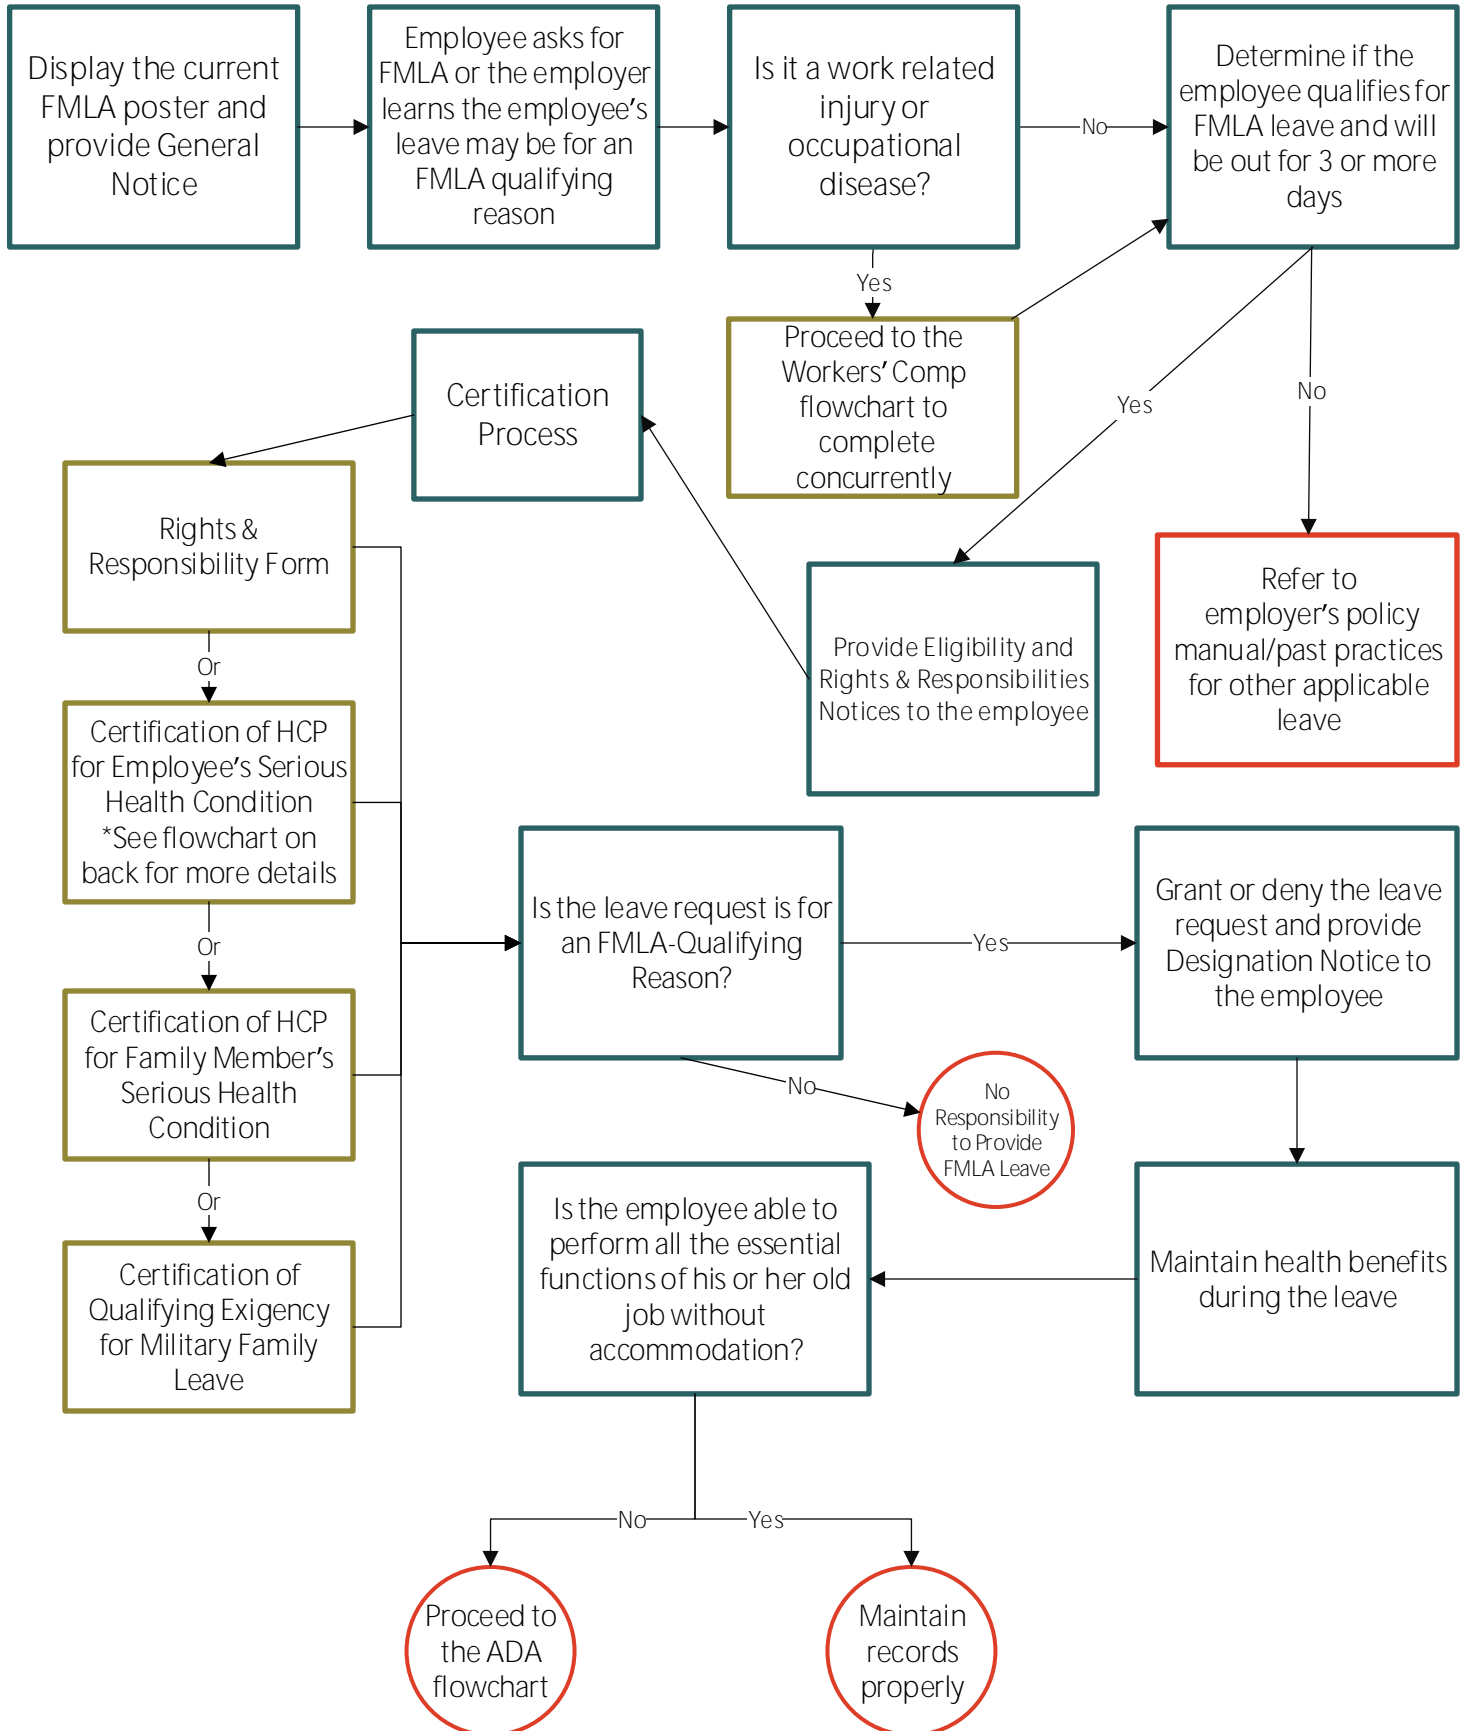 Display the current
FMLA poster and
provide General
Notice
Employee asks for
FMLA or the employer
learns the employee's
leave may be for an
FMLA qualifying
reason
Is it a work related
injury or
occupational
disease?
No
Determine if the
employee qualifies for
FMLA leave and will
be out for 3 or more
days
Yes
Proceed to the
Workers' Comp
flowchart to
complete
concurrently
Yes
No
Certification
Process
Rights &
Responsibility Form
Provide Eligibility and
Rights & Responsibilities
Notices to the employee
Refer to
employer's policy
manual/past practices
for other applicable
leave
Or
Certification of HCP
for Employee's Serious
Health Condition
*See flowchart on
back for more details
Or
Certification of HCP
for Family Member's
Serious Health
Condition
Or
Certification of
Qualifying Exigency
for Military Family
Leave
Is the leave request is for
an FMLA-Qualifying
Reason?
Yes
Grant or deny the leave
request and provide
Designation Notice to
the employee
No
No
Responsibility
to Provide
FMLA Leave
Is the employee able to
perform all the essential
functions of his or her old
job without
accommodation?
Maintain health benefits
during the leave
No
Yes
Proceed to
the ADA
flowchart
Maintain
records
properly